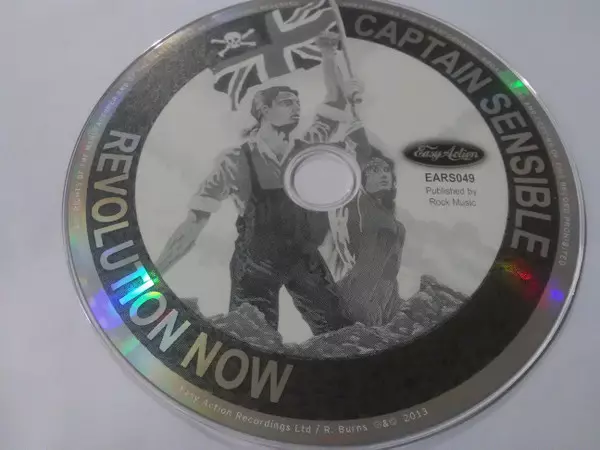 CAPTAIN SENSIBLE
REVOLUTION NOW
Easy Action
EARS049
Published by
Rock Music
Easy Action Recordings Ltd / R. Burns ℗&© 2013